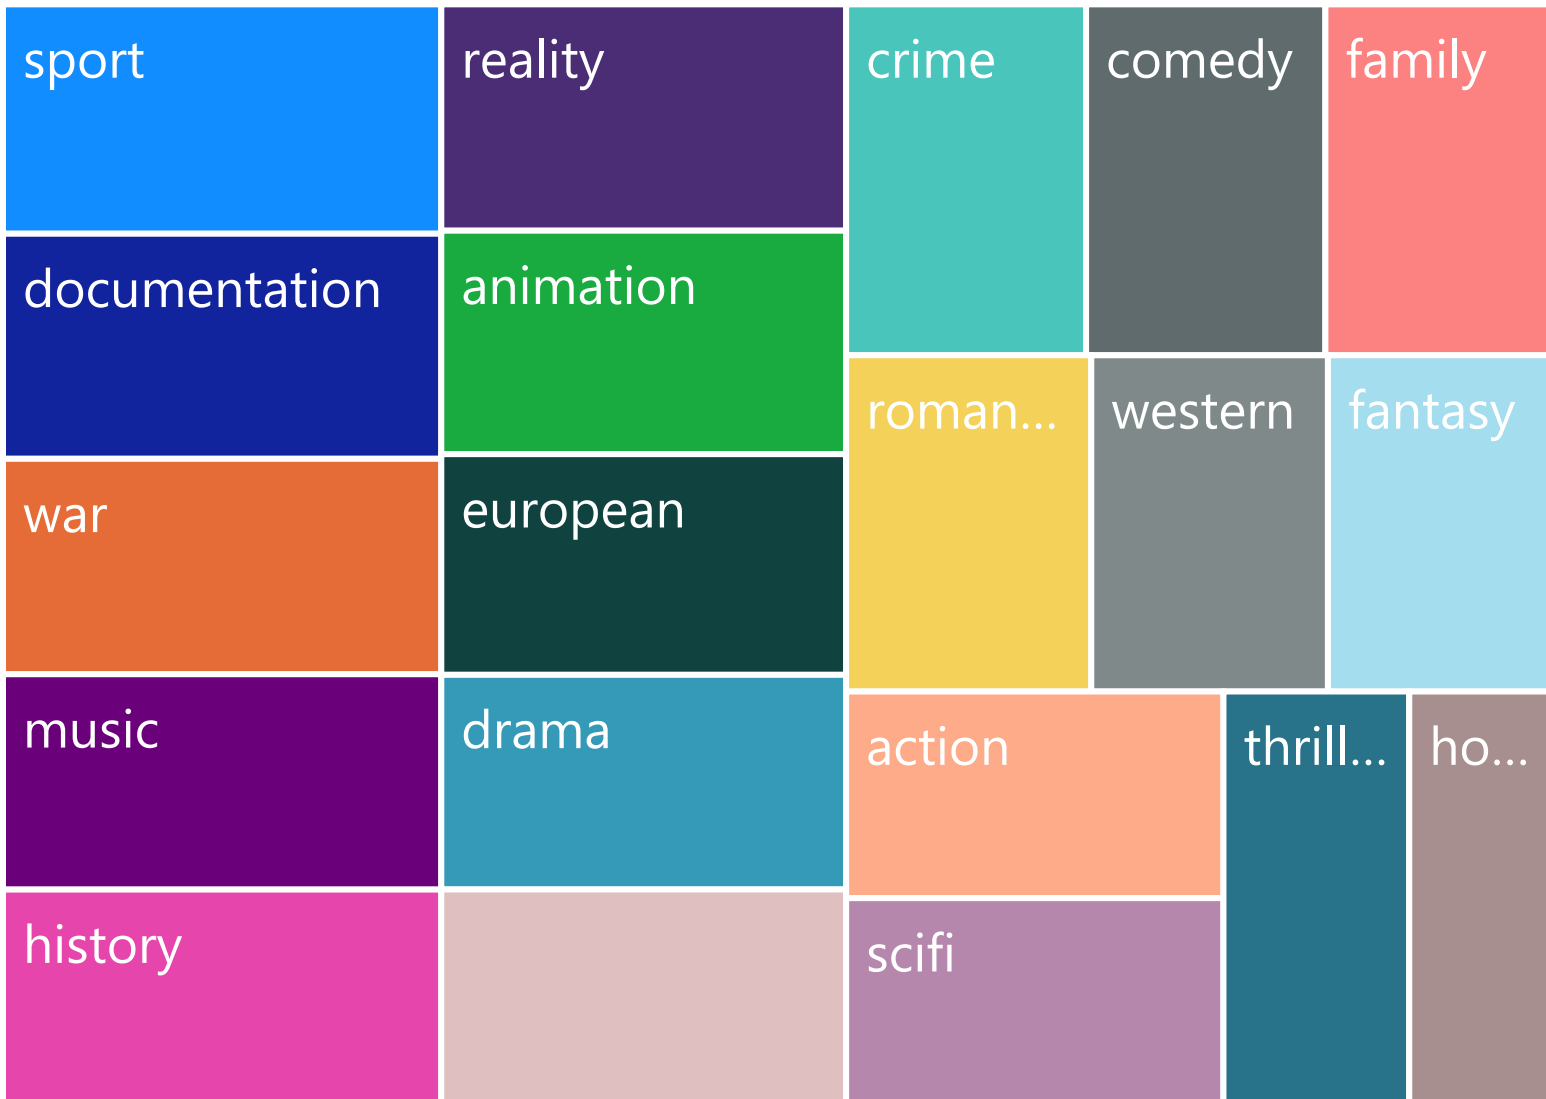 sport
documentation
war
music
history
reality
animation
european
drama
crime
comedy
family
roman...
western
fantasy
action
scifi
thrill...
ho...